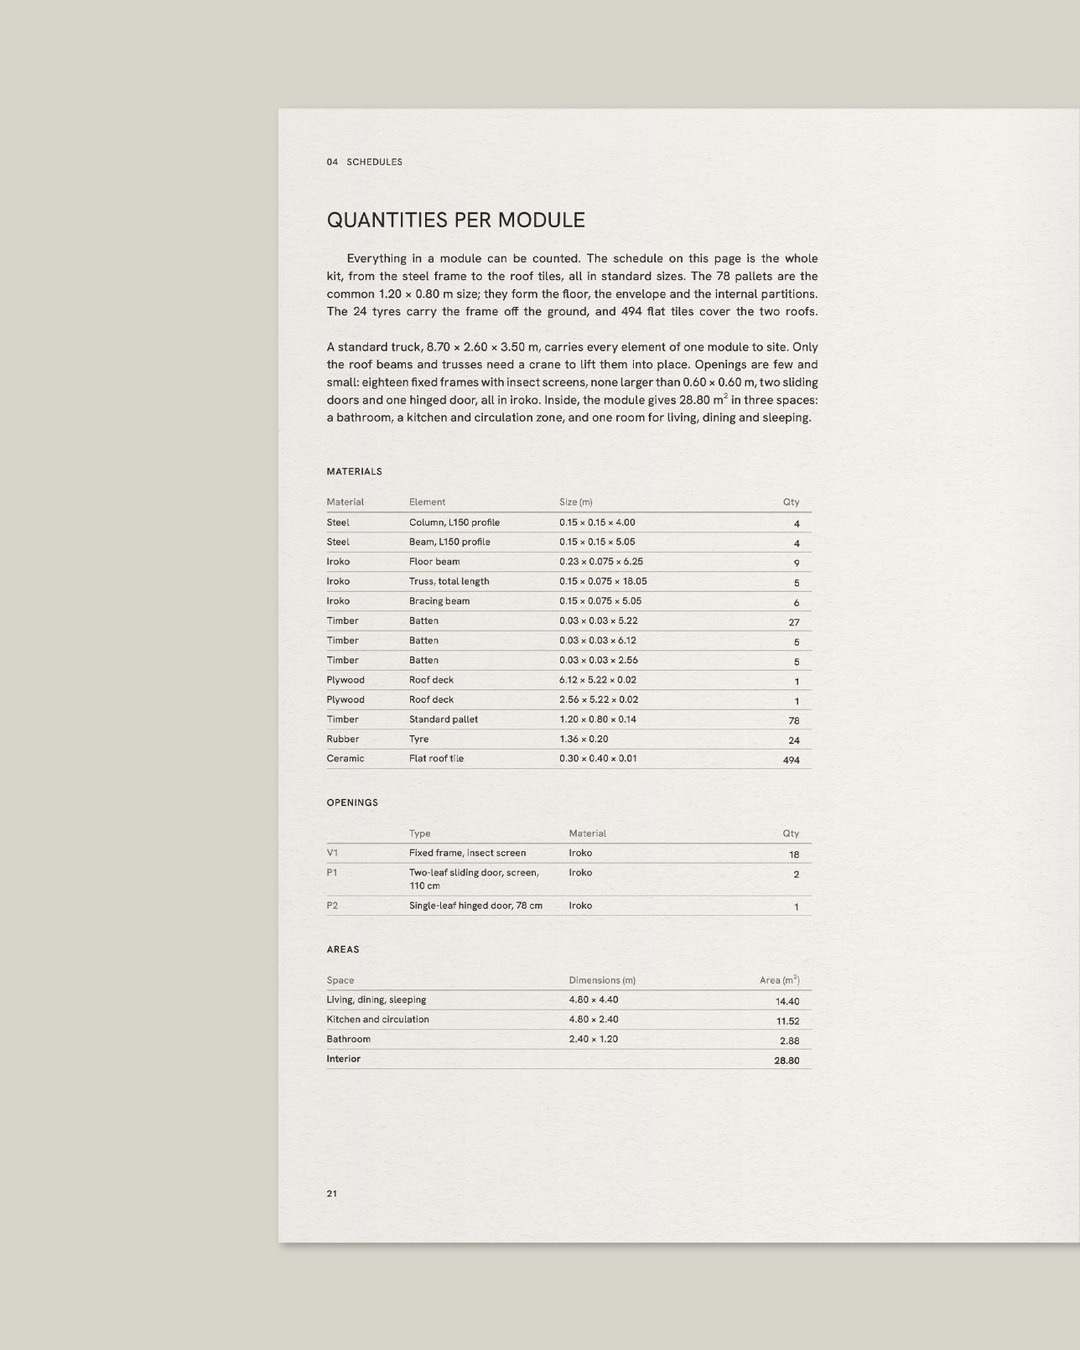 04 SCHEDULES
QUANTITIES PER MODULE
Everything in a module can be counted. The schedule on this page is the whole
kit, from the steel frame to the roof tiles, all in standard sizes. The 78 pallets are the
common 1.20 × 0.80 m size; they form the floor, the envelope and the internal partitions.
The 24 tyres carry the frame off the ground, and 494 flat tiles cover the two roofs.
A standard truck, 8.70 × 2.60 × 3.50 m, carries every element of one module to site. Only
the roof beams and trusses need a crane to lift them into place. Openings are few and
small: eighteen fixed frames with insect screens, none larger than 0.60 × 0.60 m, two sliding
doors and one hinged door, all in iroko. Inside, the module gives 28.80 m² in three spaces:
a bathroom, a kitchen and circulation zone, and one room for living, dining and sleeping.
MATERIALS
Material Element Size (m) Qty
Steel Column, L150 profile 0.15 × 0.15 × 4.00 4
Steel Beam, L150 profile 0.15 × 0.15 × 5.05 4
Iroko Floor beam 0.23 × 0.075 × 6.25 9
Iroko Truss, total length 0.15 × 0.075 × 18.05 5
Iroko Bracing beam 0.15 × 0.075 × 5.05 6
Timber Batten 0.03 × 0.03 × 5.22 27
Timber Batten 0.03 × 0.03 × 6.12 5
Timber Batten 0.03 × 0.03 × 2.56 5
Plywood Roof deck 6.12 × 5.22 × 0.02 1
Plywood Roof deck 2.56 × 5.22 × 0.02 1
Timber Standard pallet 1.20 × 0.80 × 0.14 78
Rubber Tyre 1.36 × 0.20 24
Ceramic Flat roof tile 0.30 × 0.40 × 0.01 494
OPENINGS
Type Material Qty
V1 Fixed frame, insect screen Iroko 18
P1 Two-leaf sliding door, screen, Iroko 2
110 cm
P2 Single-leaf hinged door, 78 cm Iroko 1
AREAS
Space Dimensions (m) Area (m²)
Living, dining, sleeping 4.80 × 4.40 14.40
Kitchen and circulation 4.80 × 2.40 11.52
Bathroom 2.40 × 1.20 2.88
Interior 28.80
21